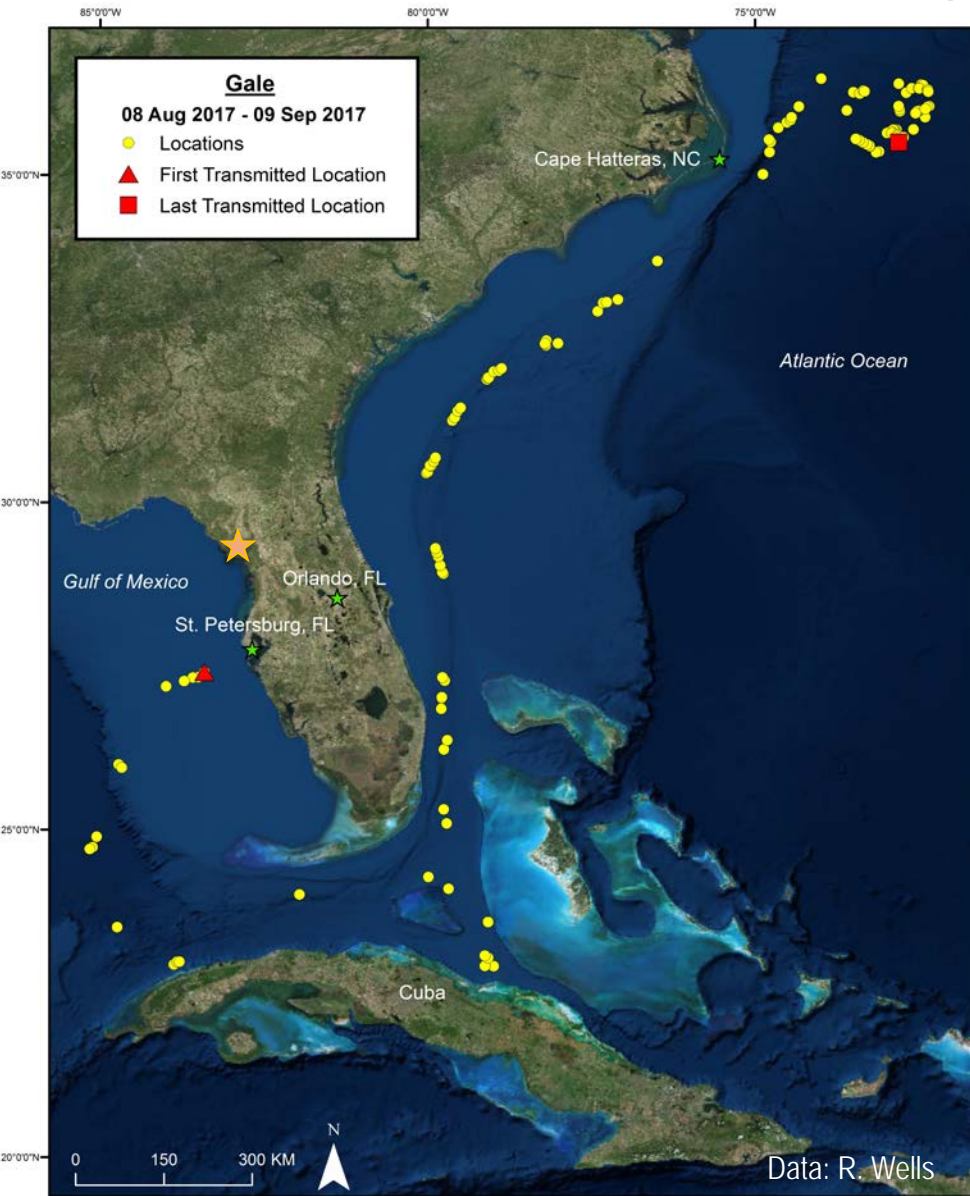 85°0'0"W
80°0'0"W
75°0'0"W
Gale
08 Aug 2017 - 09 Sep 2017
Locations
First Transmitted Location
Last Transmitted Location
Cape Hatteras, NC
35°0'0"N
Atlantic Ocean
30°0'0"N
Gulf of Mexico
Orlando, FL
St. Petersburg, FL
25°0'0"N
Cuba
N
0 150 300 KM
20°0'0"N
Data: R. Wells